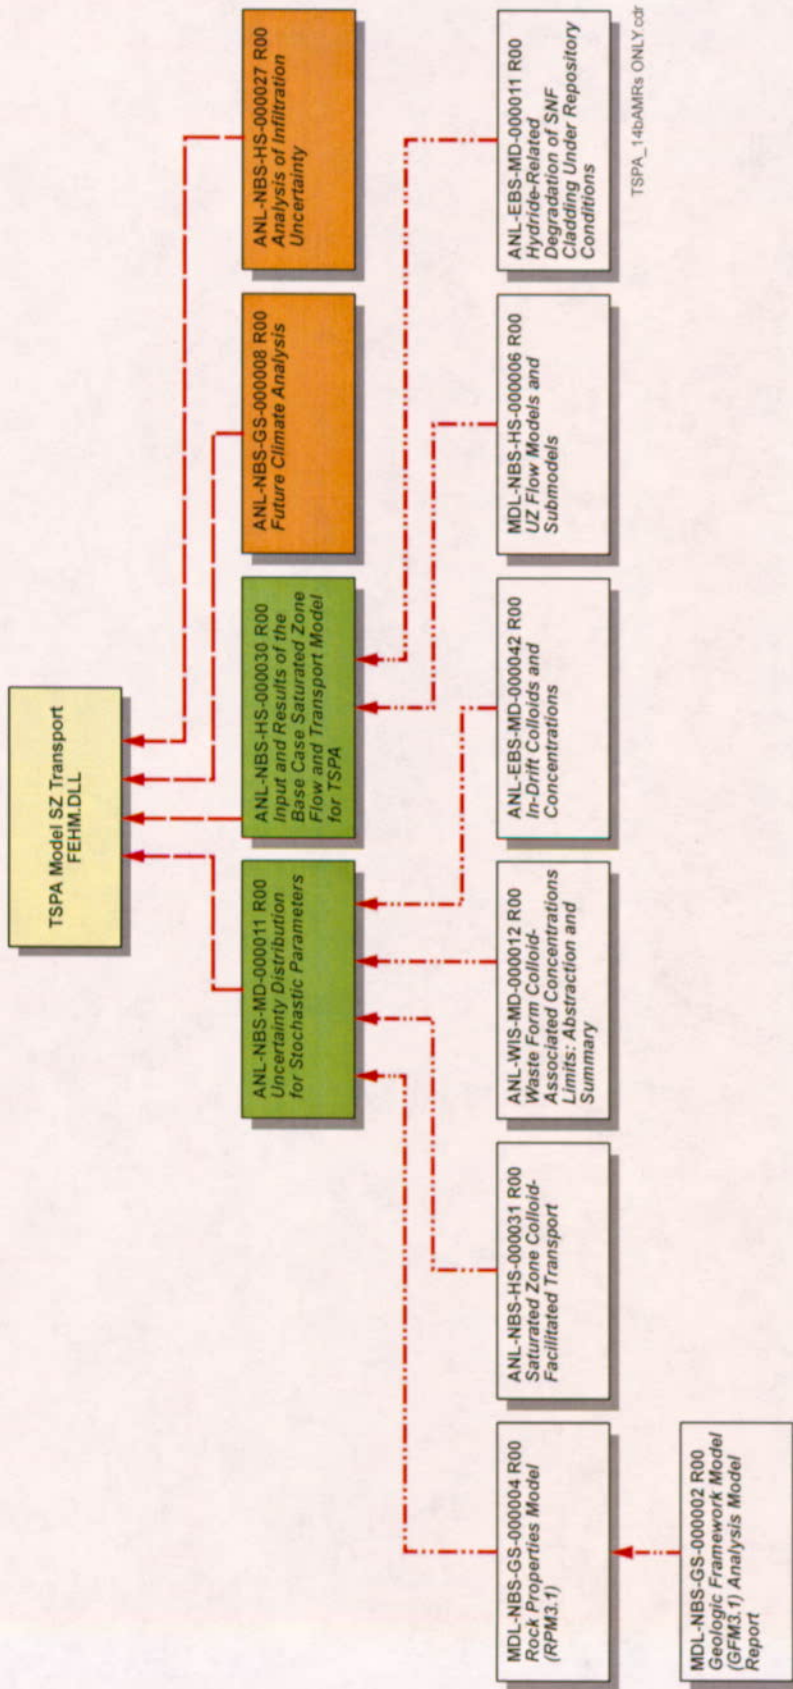 TSPA Model SZ Transport
FEHM.DLL
ANL-NBS-MD-000011 R00
Uncertainty Distribution
for Stochastic Parameters
ANL-NBS-HS-000030 R00
Input and Results of the
Base Case Saturated Zone
Flow and Transport Model
for TSPA
ANL-NBS-GS-000008 R00
Future Climate Analysis
ANL-NBS-HS-000027 R00
Analysis of Infiltration
Uncertainty
MDL-NBS-GS-000004 R00
Rock Properties Model
(RPM3.1)
ANL-NBS-HS-000031 R00
Saturated Zone Colloid-
Facilitated Transport
ANL-WIS-MD-000012 R00
Waste Form Colloid-
Associated Concentrations
Limits: Abstraction and
Summary
ANL-EBS-MD-000042 R00
In-Drift Colloids and
Concentrations
MDL-NBS-HS-000006 R00
UZ Flow Models and
Submodels
ANL-EBS-MD-000011 R00
Hydride-Related
Degradation of SNF
Cladding Under Repository
Conditions
MDL-NBS-GS-000002 R00
Geologic Framework Model
(GFM3.1) Analysis Model
Report
TSPA_14bAMRs ONLY.cdr